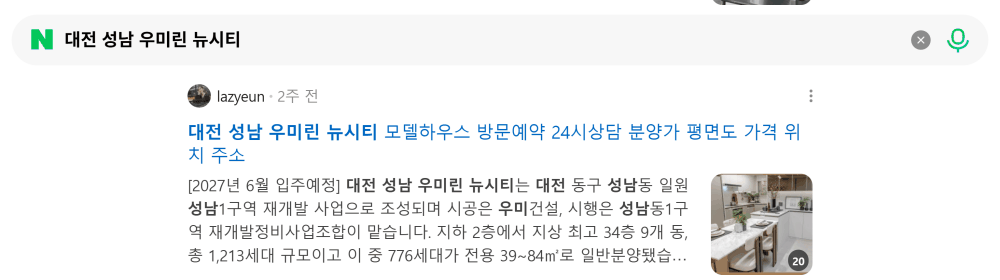 N 대전 성남 우미린 뉴시티
lazyeun · 2주 전
대전 성남 우미린 뉴시티 모델하우스 방문예약 24시상담 분양가 평면도 가격 위
치 주소
[2027년 6월 입주예정] 대전 성남 우미린 뉴시티는 대전 동구 성남동 일원
성남1구역 재개발 사업으로 조성되며 시공은 우미건설, 시행은 성남동1구
역 재개발정비사업조합이 맡습니다. 지하 2층에서 지상 최고 34층 9개 동,
총 1,213세대 규모이고 이 중 776세대가 전용 39~84㎡로 일반분양됐습...
20